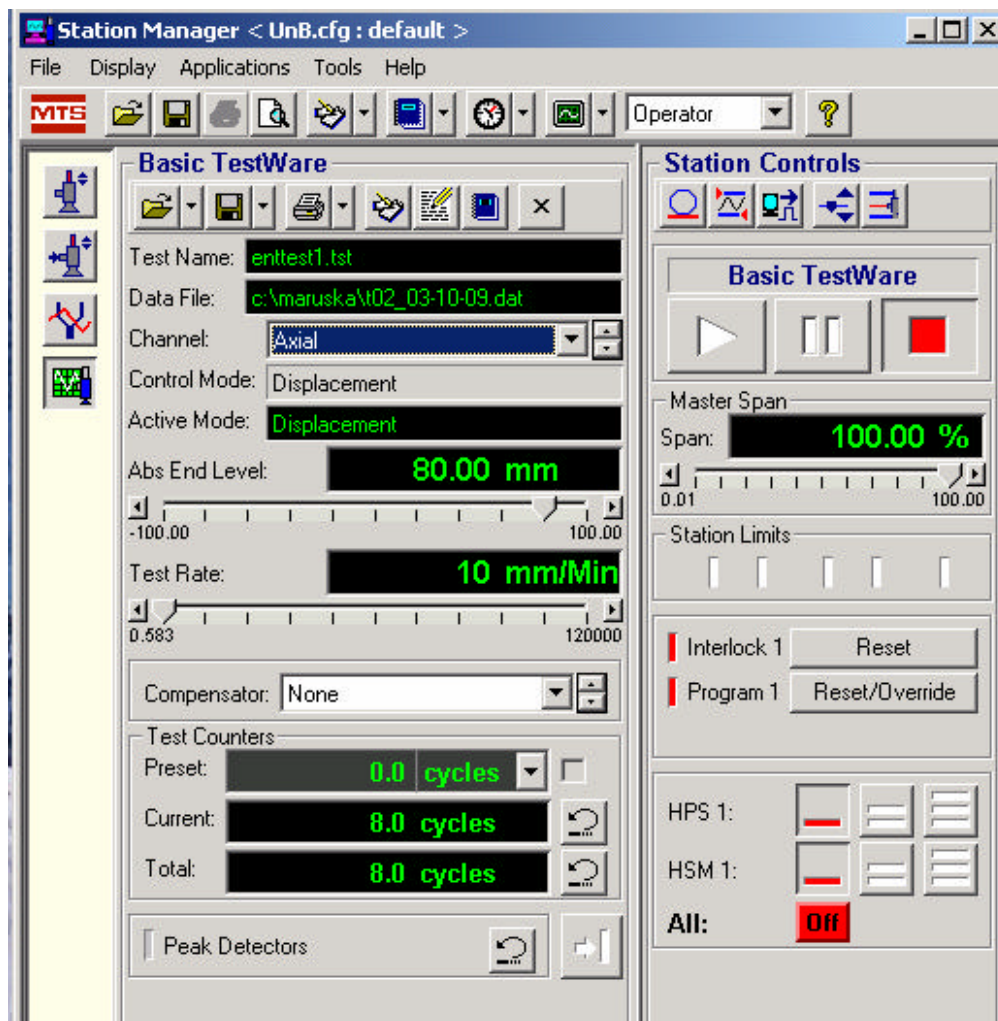 Station Manager < UnB.cfg : default >
File Display Applications Tools Help
MTS
Operator
Basic TestWare
Test Name: enttest1.tst
Data File: c:\maruska\t02_03-10-09.dat
Channel: Axial
Control Mode: Displacement
Active Mode: Displacement
Abs End Level: 80.00 mm
-100.00 100.00
Test Rate: 10 mm/Min
0.583 120000
Compensator: None
Test Counters
Preset: 0.0 cycles
Current: 8.0 cycles
Total: 8.0 cycles
Peak Detectors
Station Controls
Basic TestWare
Master Span
Span: 100.00 %
0.01 100.00
Station Limits
Interlock 1 Reset
Program 1 Reset/Override
HPS 1:
HSM 1:
All: Off